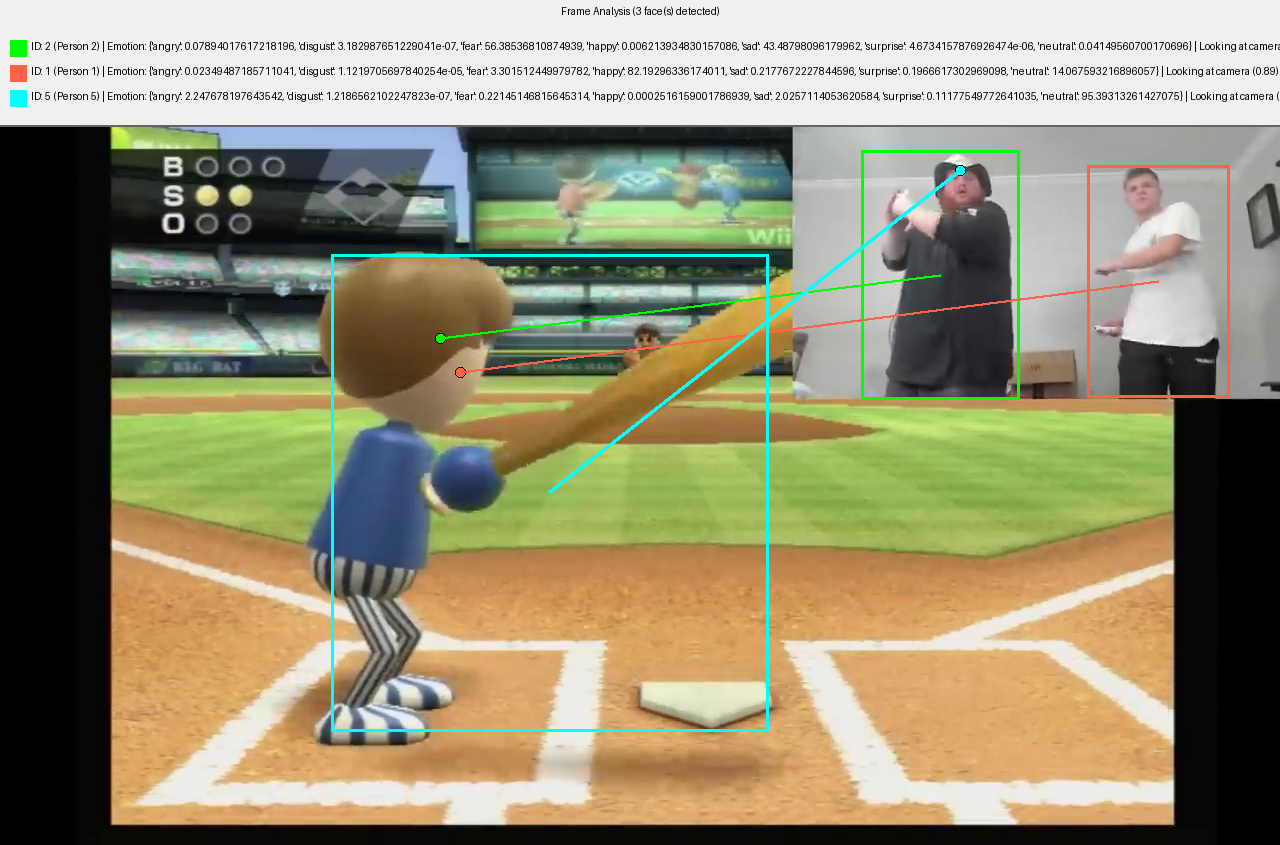 Frame Analysis (3 face(s) detected)
ID: 2 (Person 2) | Emotion: {'angry': 0.07894017617218196, 'disgust': 3.182987651229041e-07, 'fear': 56.38536810874939, 'happy': 0.006213934830157086, 'sad': 43.48798096179962, 'surprise': 4.6734157876926474e-06, 'neutral': 0.04149560700170696} | Looking at camera
ID: 1 (Person 1) | Emotion: {'angry': 0.02349487185711041, 'disgust': 1.1219705697840254e-05, 'fear': 3.301512449979782, 'happy': 82.19296336174011, 'sad': 0.2177672227844596, 'surprise': 0.1966617302969098, 'neutral': 14.067593216896057} | Looking at camera (0.89)
ID: 5 (Person 5) | Emotion: {'angry': 2.247678197643542, 'disgust': 1.2186562102247823e-07, 'fear': 0.22145146815645314, 'happy': 0.0002516159001786939, 'sad': 2.0257114053620584, 'surprise': 0.11177549772641035, 'neutral': 95.39313261427075} | Looking at camera (
B
S
O
Wii
BIG BAT